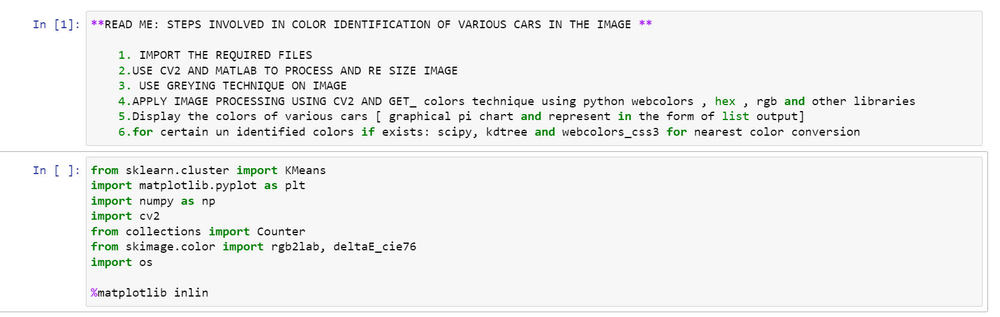 In [1]: **READ ME: STEPS INVOLVED IN COLOR IDENTIFICATION OF VARIOUS CARS IN THE IMAGE **
1. IMPORT THE REQUIRED FILES
2.USE CV2 AND MATLAB TO PROCESS AND RE SIZE IMAGE
3. USE GREYING TECHNIQUE ON IMAGE
4.APPLY IMAGE PROCESSING USING CV2 AND GET_ colors technique using python webcolors , hex , rgb and other libraries
5.Display the colors of various cars [ graphical pi chart and represent in the form of list output]
6.for certain un identified colors if exists: scipy, kdtree and webcolors_css3 for nearest color conversion
In [ ]: from sklearn.cluster import KMeans
import matplotlib.pyplot as plt
import numpy as np
import cv2
from collections import Counter
from skimage.color import rgb2lab, deltaE_cie76
import os
%matplotlib inlin